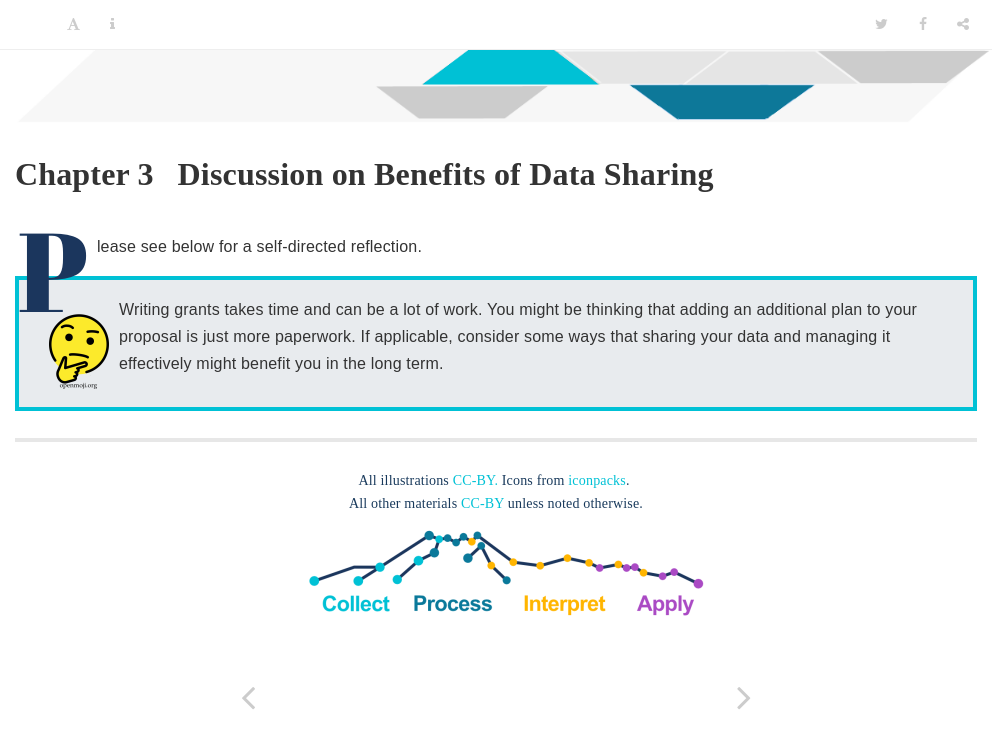 Chapter 3 Discussion on Benefits of Data Sharing
Please see below for a self-directed reflection.
Writing grants takes time and can be a lot of work. You might be thinking that adding an additional plan to your
proposal is just more paperwork. If applicable, consider some ways that sharing your data and managing it
effectively might benefit you in the long term.
openmoji.org
All illustrations CC-BY. Icons from iconpacks.
All other materials CC-BY unless noted otherwise.
Collect Process Interpret Apply